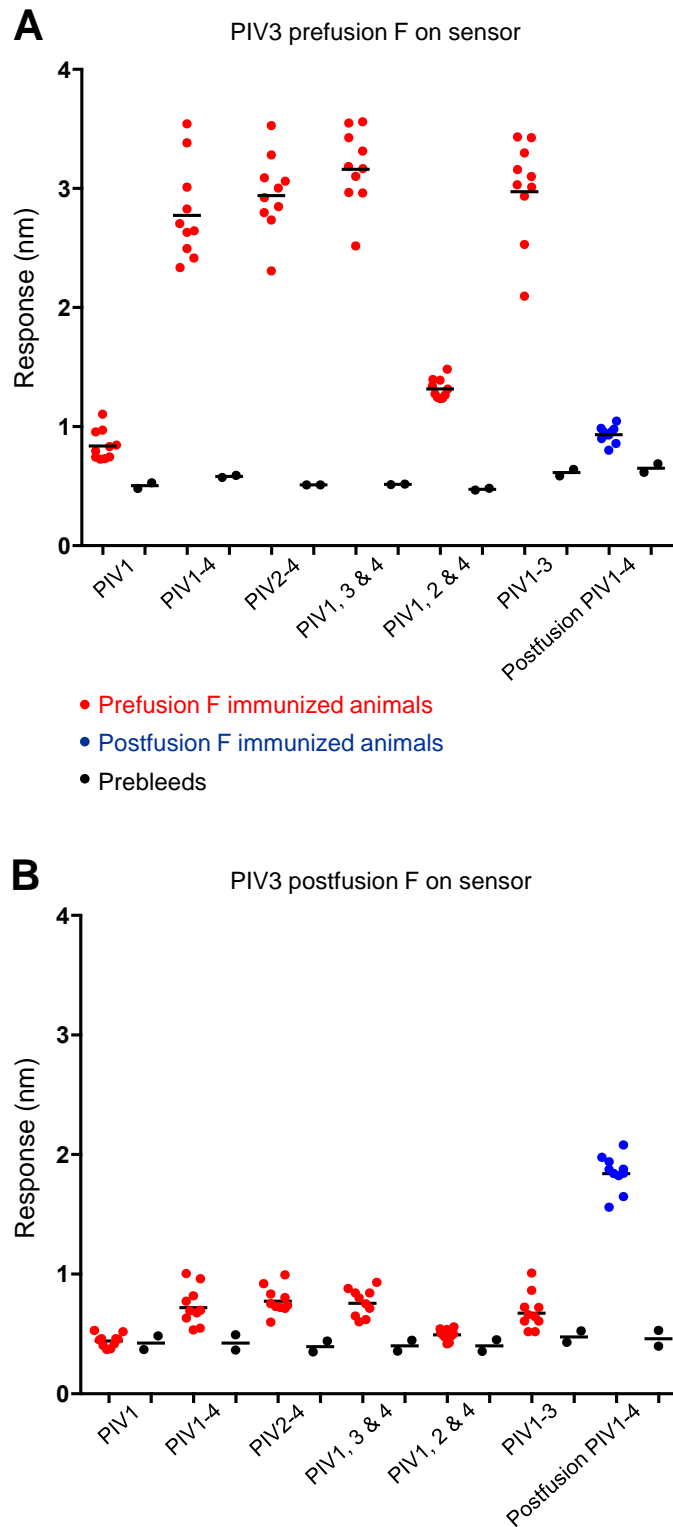 A
PIV3 prefusion F on sensor
4
3
2
1
0
Response (nm)
PIV1
PIV1-4
PIV2-4
PIV1, 3 & 4
PIV1, 2 & 4
PIV1-3
Postfusion PIV1-4
Prefusion F immunized animals
Postfusion F immunized animals
Prebleeds
B
PIV3 postfusion F on sensor
4
3
2
1
0
Response (nm)
PIV1
PIV1-4
PIV2-4
PIV1, 3 & 4
PIV1, 2 & 4
PIV1-3
Postfusion PIV1-4